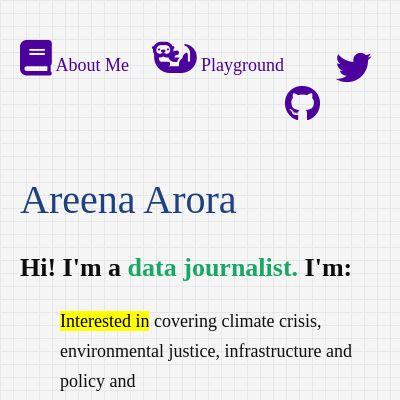 About Me Playground
Areena Arora
Hi! I'm a data journalist. I'm:
Interested in covering climate crisis,
environmental justice, infrastructure and
policy and